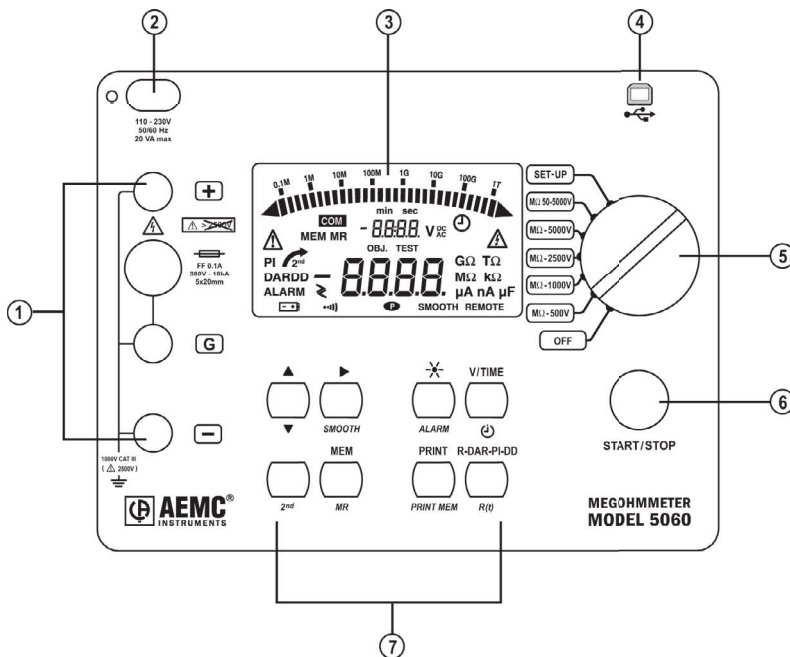 2
3
4
110 - 230V
50/60 Hz
20 VA max
0.1M 1M 10M 100M 1G 10G 100G 1T
min sec
COM
MEM MR
-88:88 V DC AC
OBJ. TEST
PI 2nd
DARDD
ALARM
8.8.8.8
GΩ TΩ
MΩ kΩ
µA nA µF
P SMOOTH REMOTE
SET-UP
MΩ 50-5000V
MΩ - 5000V
MΩ - 2500V
MΩ - 1000V
MΩ - 500V
OFF
5
+
> 2500V
FF 0.1A
380V - 10kA
5x20mm
1
G
−
1000V CAT III
( ⚠ 2500V)
▲ ► V/TIME
▼ SMOOTH ALARM
MEM PRINT R-DAR-PI-DD
2nd MR PRINT MEM R(t)
6
START/STOP
AEMC®
INSTRUMENTS
MEGOHMMETER
MODEL 5060
7